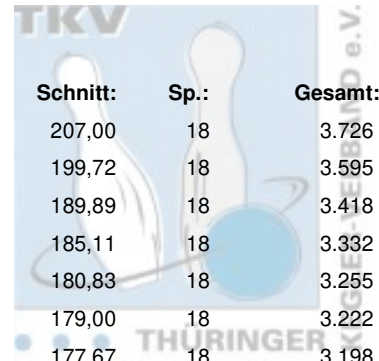 TKV
Schnitt: Sp.: Gesamt:
207,00 18 3.726
199,72 18 3.595
189,89 18 3.418
185,11 18 3.332
180,83 18 3.255
179,00 18 3.222
177,67 18 3.198
THÜRINGER
KEGLER-VERBAND e.V.